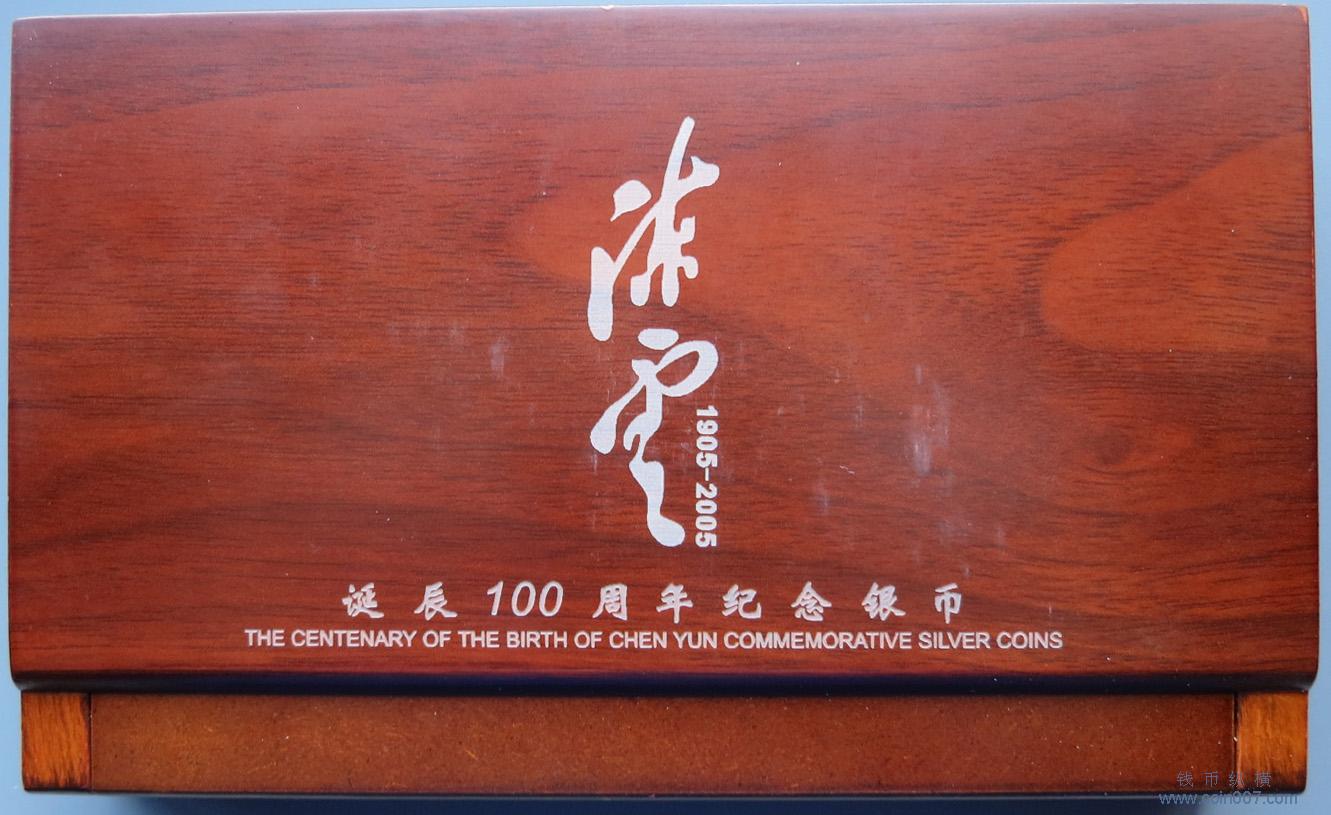 陈雲
1905-2005
诞辰100周年纪念银币
THE CENTENARY OF THE BIRTH OF CHEN YUN COMMEMORATIVE SILVER COINS
钱币纵横
www.coin007.com